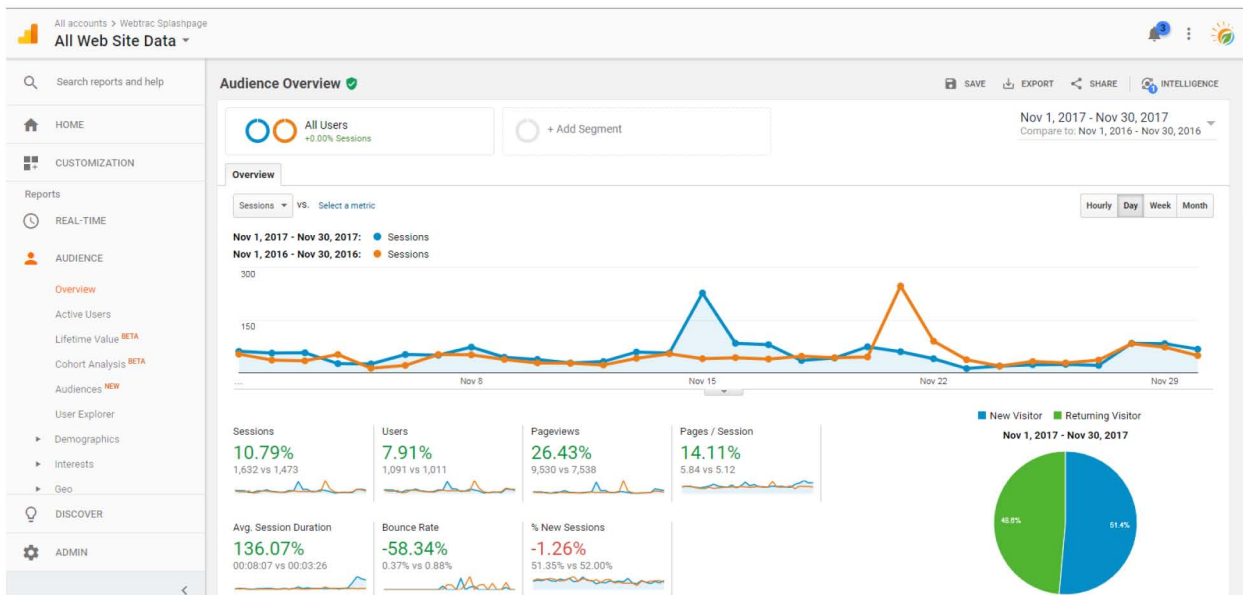 All accounts > Webtrac Splashpage
All Web Site Data
3
Search reports and help
HOME
CUSTOMIZATION
Reports
REAL-TIME
AUDIENCE
Overview
Active Users
Lifetime Value BETA
Cohort Analysis BETA
Audiences NEW
User Explorer
Demographics
Interests
Geo
DISCOVER
ADMIN
Audience Overview
SAVE EXPORT SHARE 1 INTELLIGENCE
All Users
+0.00% Sessions
+ Add Segment
Nov 1, 2017 - Nov 30, 2017
Compare to: Nov 1, 2016 - Nov 30, 2016
Overview
Sessions VS. Select a metric
Hourly Day Week Month
Nov 1, 2017 - Nov 30, 2017: Sessions
Nov 1, 2016 - Nov 30, 2016: Sessions
300
150
... Nov 8 Nov 15 Nov 22 Nov 29
Sessions
10.79%
1,632 vs 1,473
Users
7.91%
1,091 vs 1,011
Pageviews
26.43%
9,530 vs 7,538
Pages / Session
14.11%
5.84 vs 5.12
Avg. Session Duration
136.07%
00:08:07 vs 00:03:26
Bounce Rate
-58.34%
0.37% vs 0.88%
% New Sessions
-1.26%
51.35% vs 52.00%
New Visitor Returning Visitor
Nov 1, 2017 - Nov 30, 2017
48.6%
51.4%